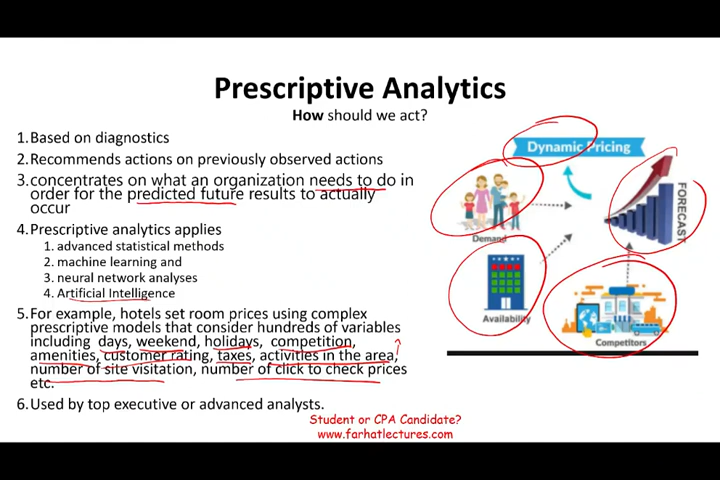 Prescriptive Analytics
How should we act?
1. Based on diagnostics
2. Recommends actions on previously observed actions
3. concentrates on what an organization needs to do in
order for the predicted future results to actually
occur
4. Prescriptive analytics applies
1. advanced statistical methods
2. machine learning and
3. neural network analyses
4. Artificial Intelligence
5. For example, hotels set room prices using complex
prescriptive models that consider hundreds of variables
including days, weekend, holidays, competition,
amenities, customer rating, taxes, activities in the area,
number of site visitation, number of click to check prices
etc.
6. Used by top executive or advanced analysts.
Dynamic Pricing
Demand
FORECAST
Availability
Competitors
Student or CPA Candidate?
www.farhatlectures.com